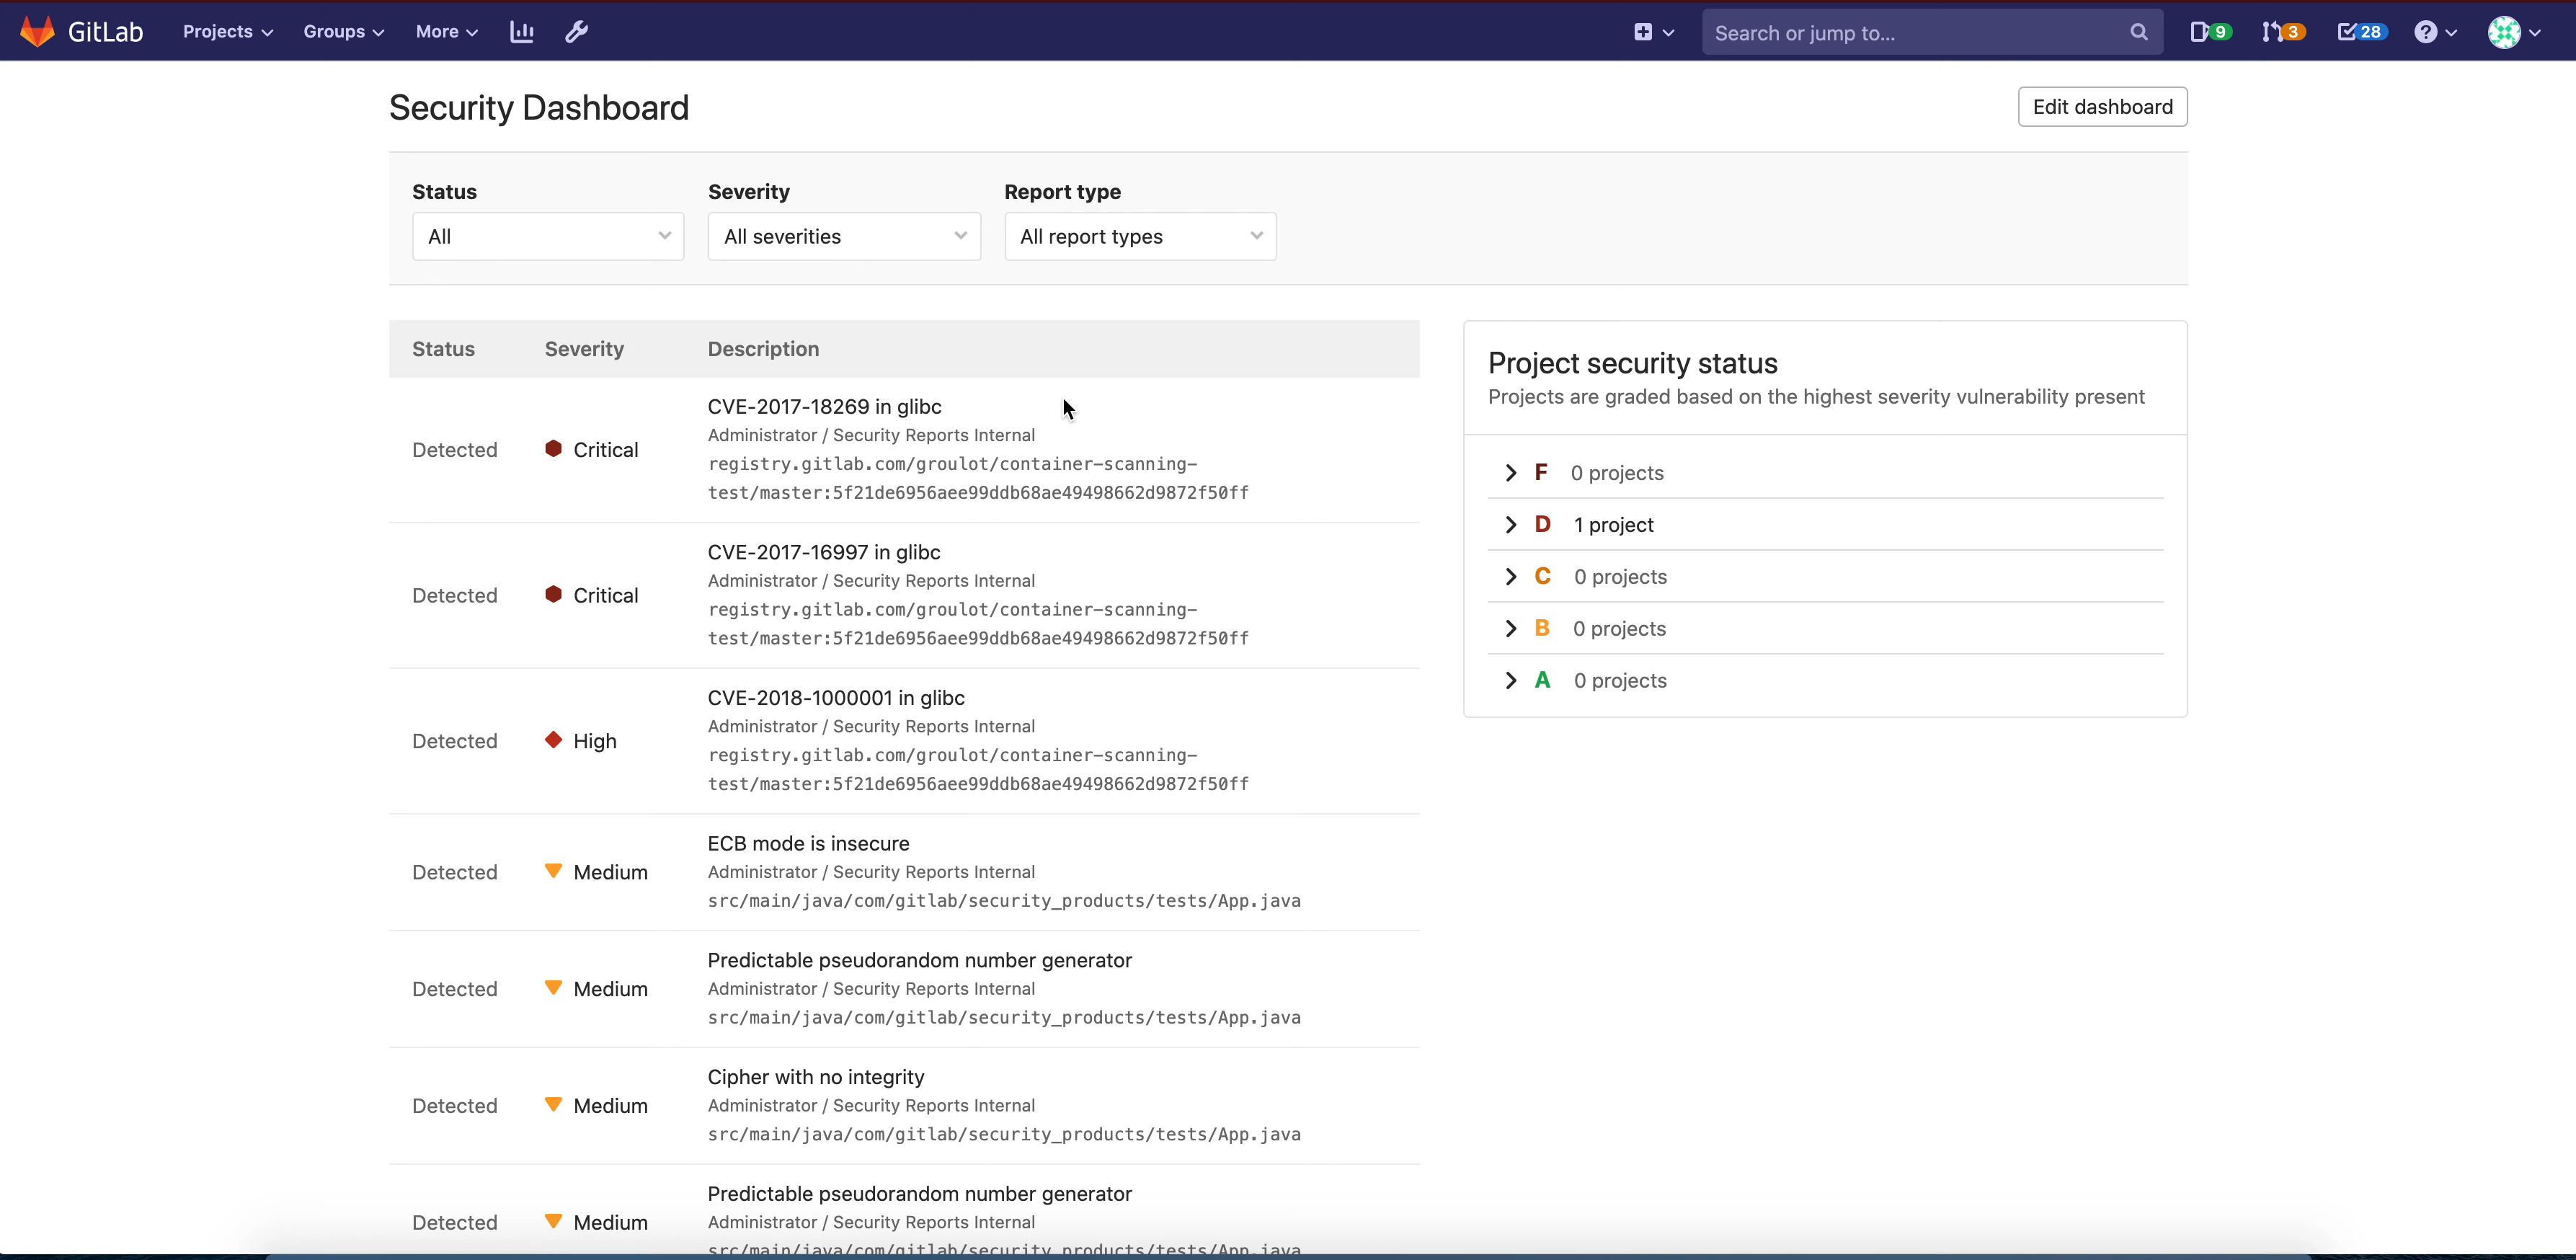 GitLab Projects Groups More Search or jump to... 9 3 28
Security Dashboard Edit dashboard
Status Severity Report type
All All severities All report types
Status Severity Description
Detected Critical CVE-2017-18269 in glibc
Administrator / Security Reports Internal
registry.gitlab.com/groulot/container-scanning-
test/master:5f21de6956aee99ddb68ae49498662d9872f50ff
Detected Critical CVE-2017-16997 in glibc
Administrator / Security Reports Internal
registry.gitlab.com/groulot/container-scanning-
test/master:5f21de6956aee99ddb68ae49498662d9872f50ff
Detected High CVE-2018-1000001 in glibc
Administrator / Security Reports Internal
registry.gitlab.com/groulot/container-scanning-
test/master:5f21de6956aee99ddb68ae49498662d9872f50ff
Detected Medium ECB mode is insecure
Administrator / Security Reports Internal
src/main/java/com/gitlab/security_products/tests/App.java
Detected Medium Predictable pseudorandom number generator
Administrator / Security Reports Internal
src/main/java/com/gitlab/security_products/tests/App.java
Detected Medium Cipher with no integrity
Administrator / Security Reports Internal
src/main/java/com/gitlab/security_products/tests/App.java
Detected Medium Predictable pseudorandom number generator
Administrator / Security Reports Internal
src/main/java/com/gitlab/security_products/tests/App.java
Project security status
Projects are graded based on the highest severity vulnerability present
F 0 projects
D 1 project
C 0 projects
B 0 projects
A 0 projects